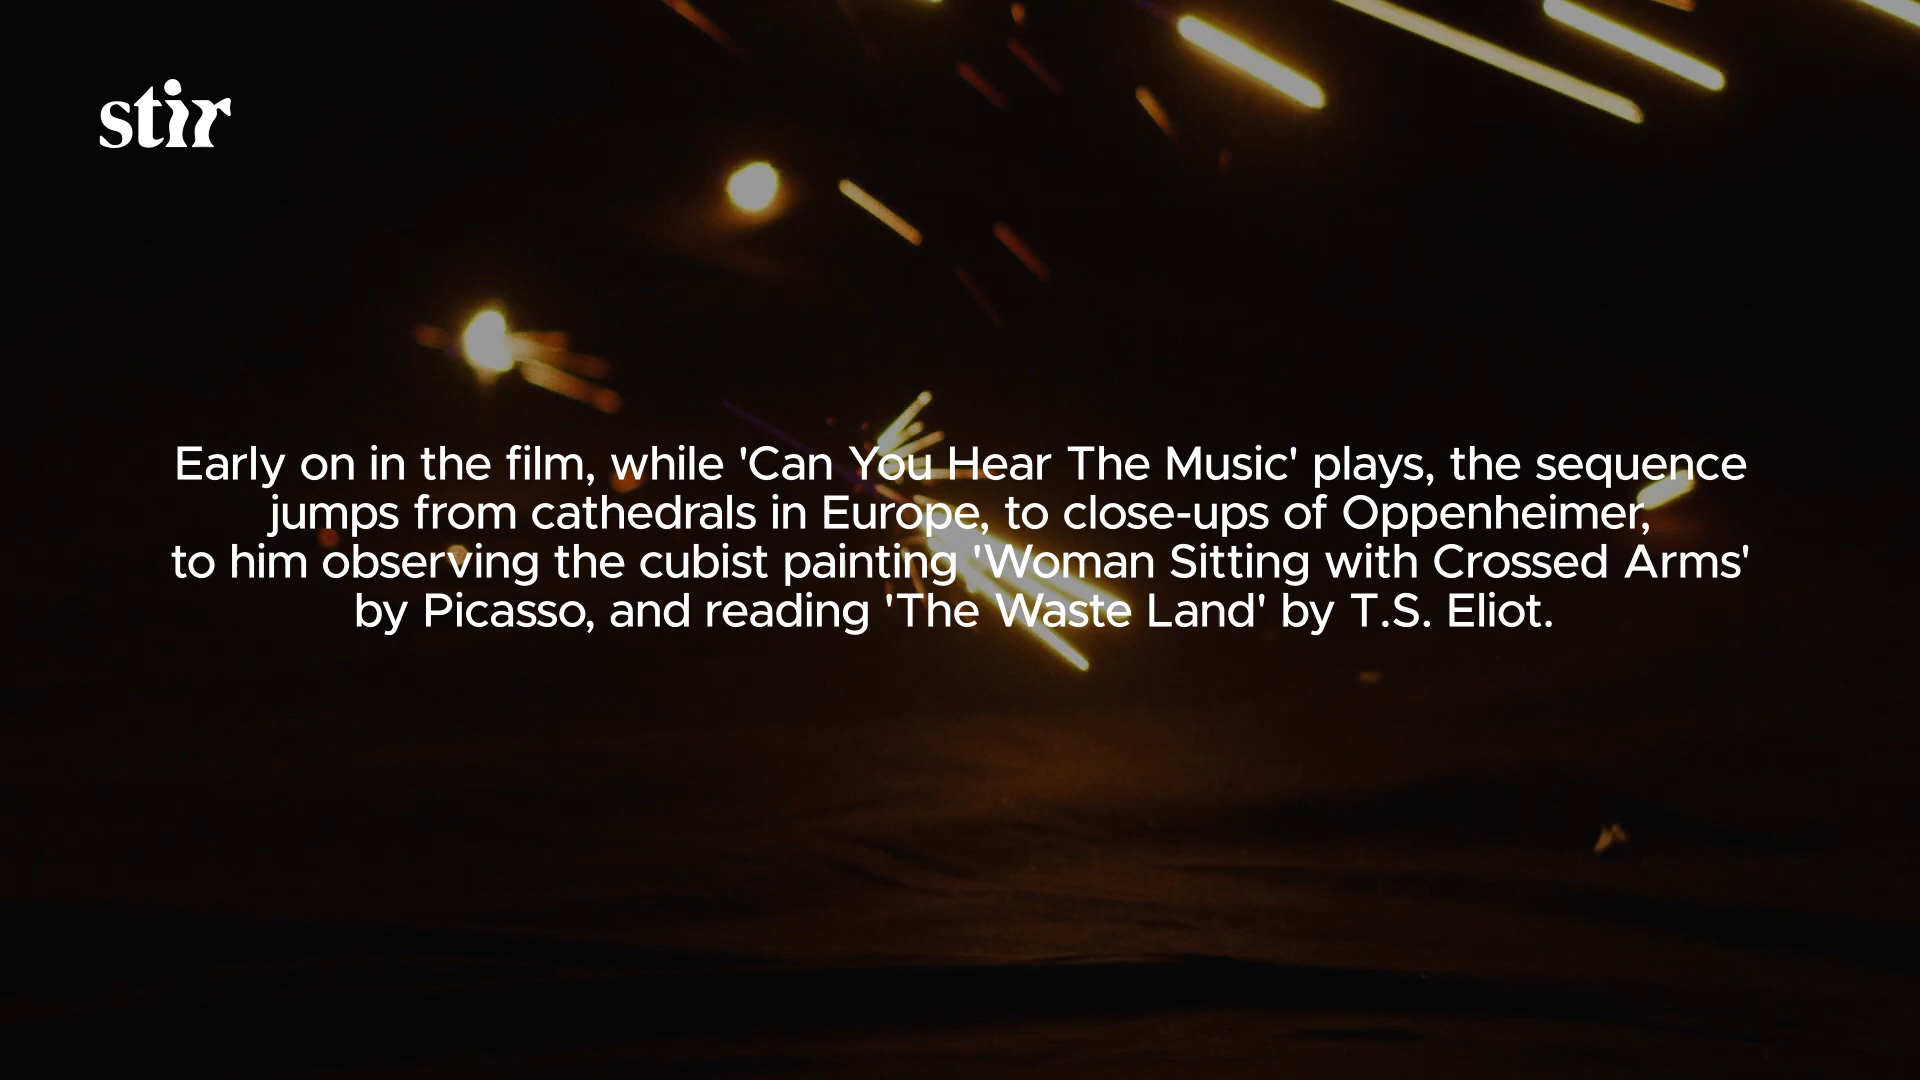 stir
Early on in the film, while 'Can You Hear The Music' plays, the sequence
jumps from cathedrals in Europe, to close-ups of Oppenheimer,
to him observing the cubist painting 'Woman Sitting with Crossed Arms'
by Picasso, and reading 'The Waste Land' by T.S. Eliot.